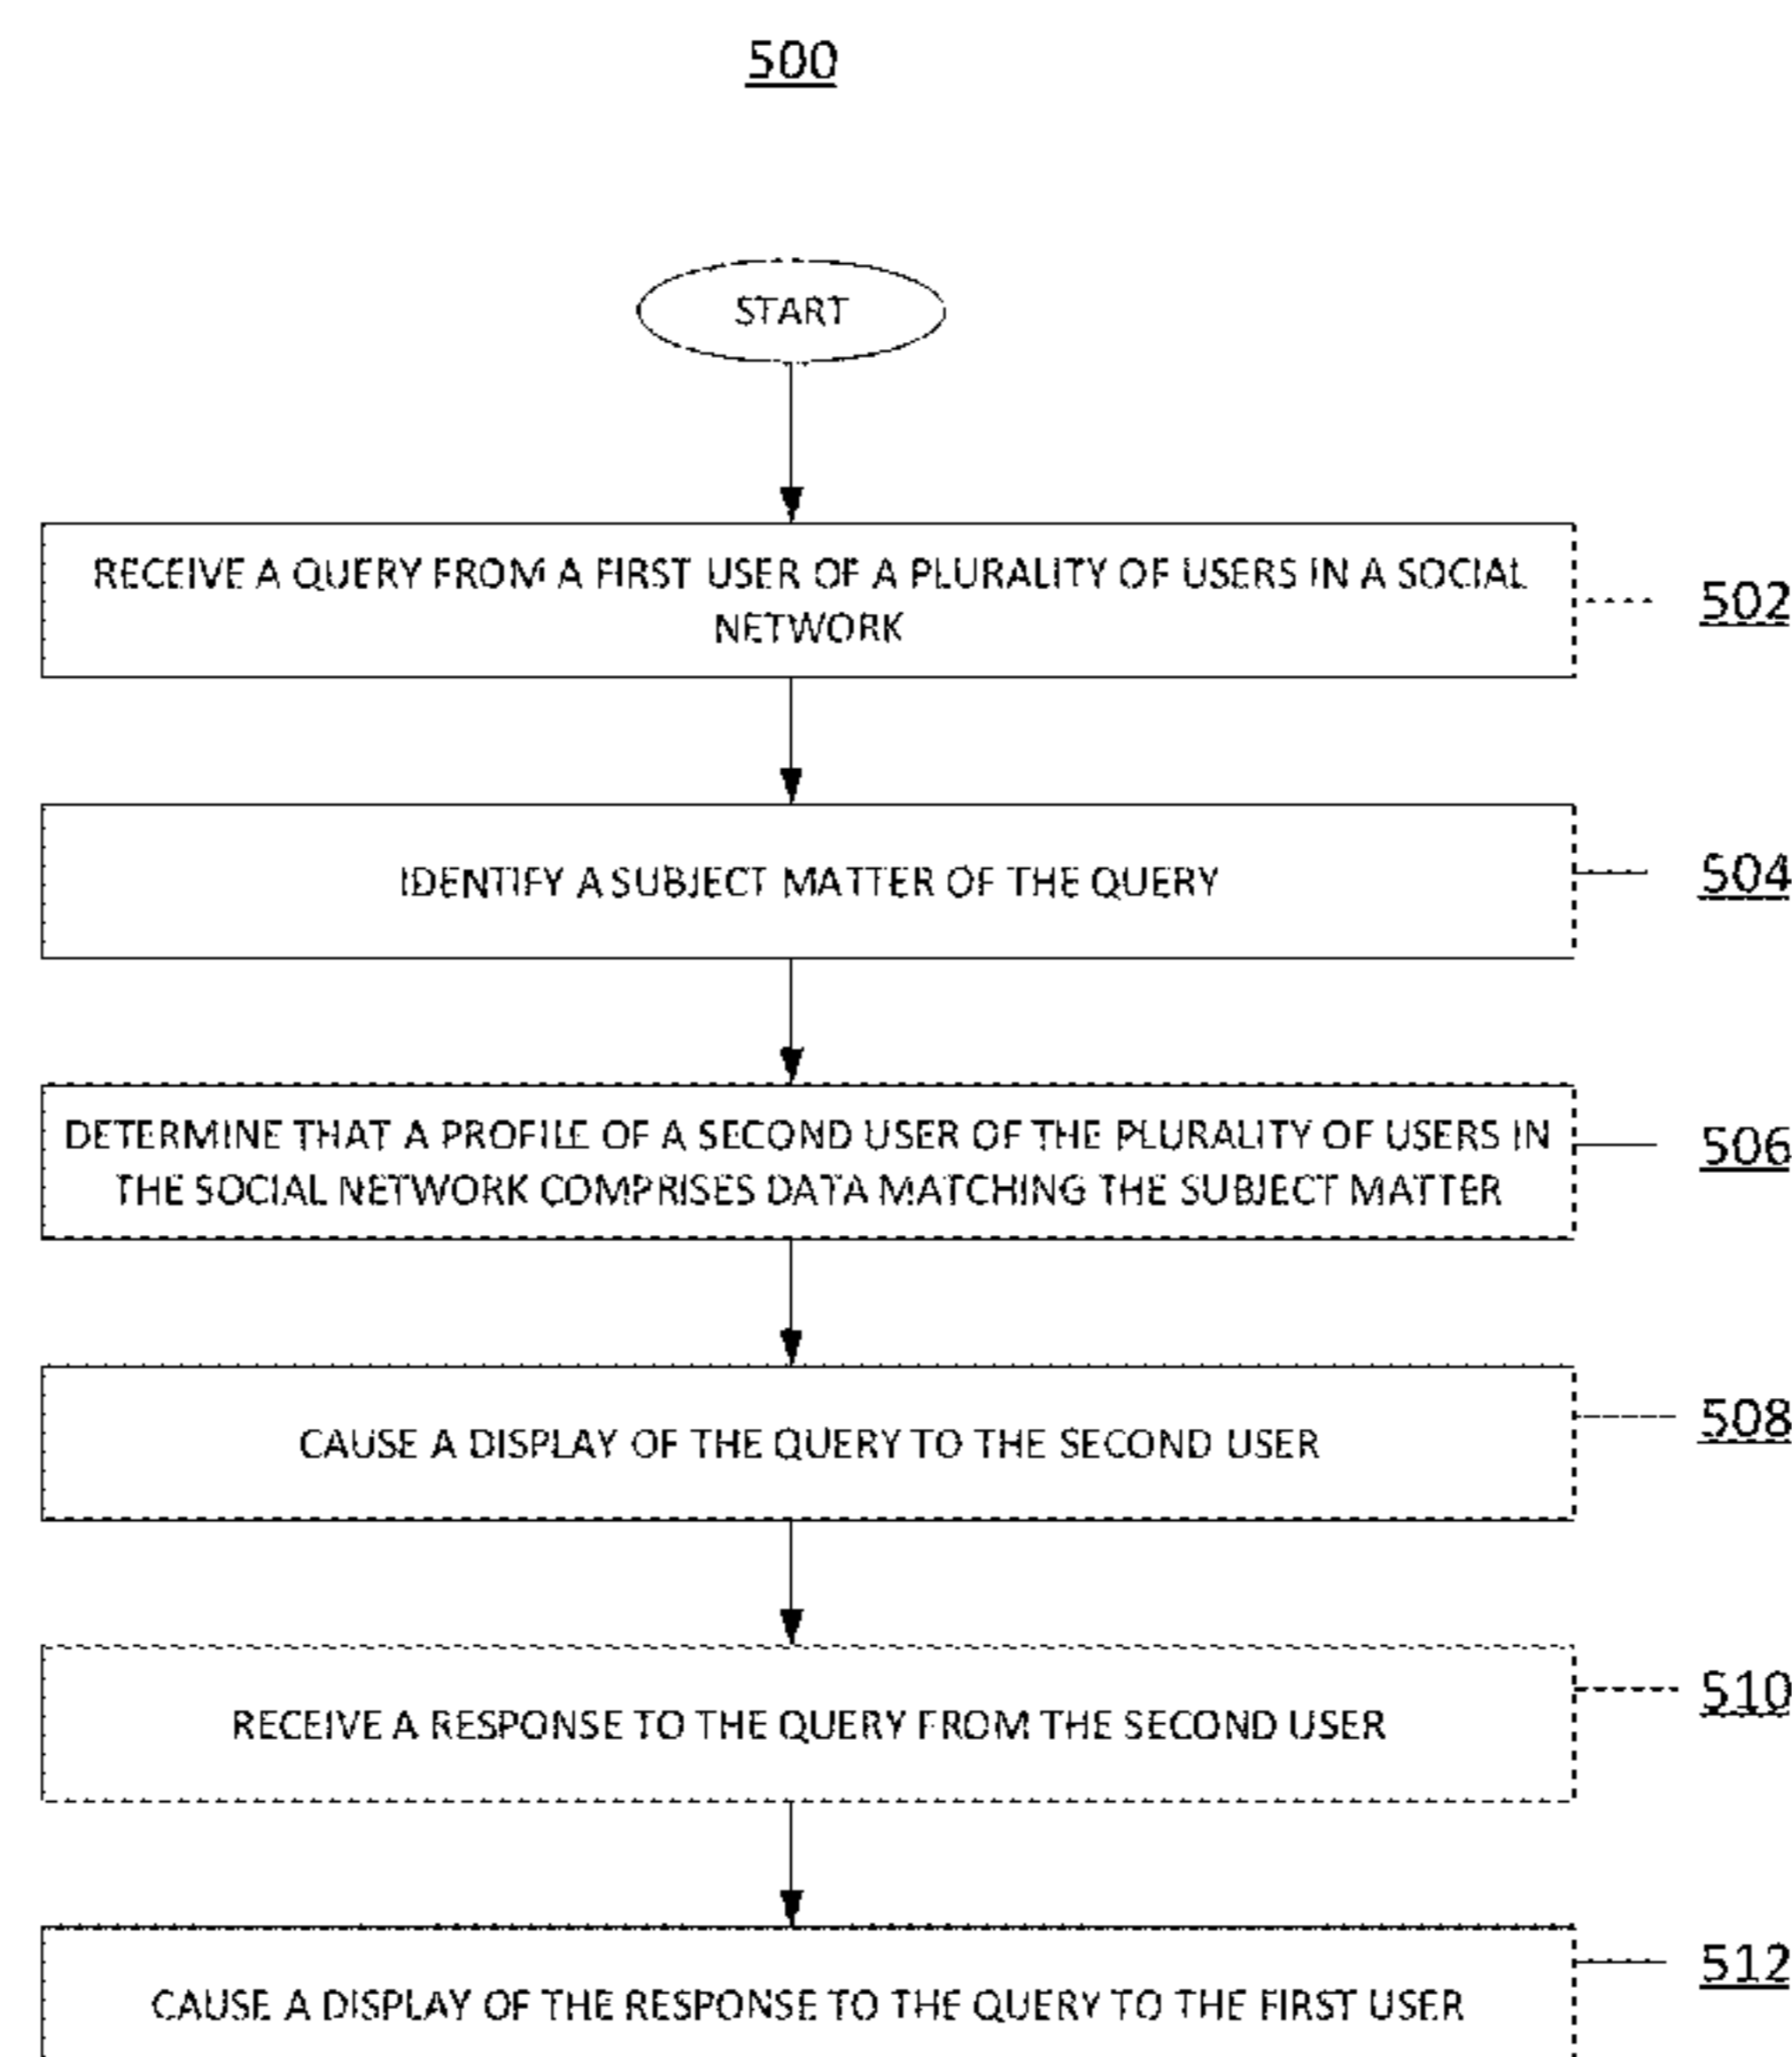 500
START
RECEIVE A QUERY FROM A FIRST USER OF A PLURALITY OF USERS IN A SOCIAL
NETWORK
502
IDENTIFY A SUBJECT MATTER OF THE QUERY
504
DETERMINE THAT A PROFILE OF A SECOND USER OF THE PLURALITY OF USERS IN
THE SOCIAL NETWORK COMPRISES DATA MATCHING THE SUBJECT MATTER
506
CAUSE A DISPLAY OF THE QUERY TO THE SECOND USER
508
RECEIVE A RESPONSE TO THE QUERY FROM THE SECOND USER
510
CAUSE A DISPLAY OF THE RESPONSE TO THE QUERY TO THE FIRST USER
512